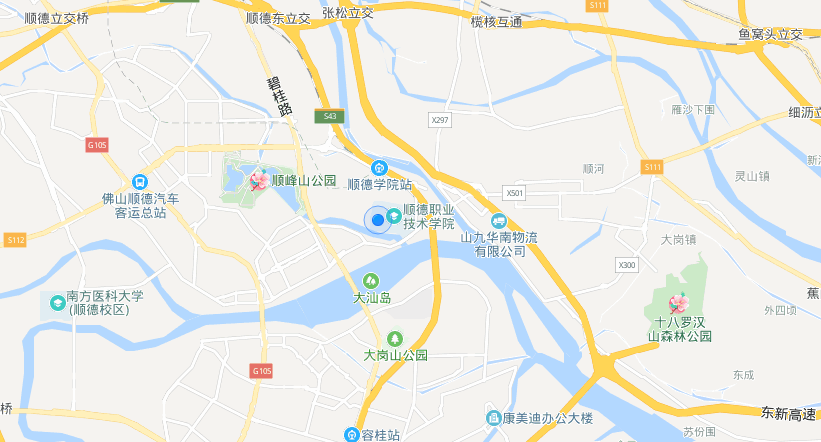 顺德立交桥
顺德东立交
张松立交
S111
榄核互通
鱼窝头立交
碧桂路
S43
X297
雁沙下围
细沥立
G105
顺峰山公园
顺德学院站
顺河
S111
灵山镇
佛山顺德汽车
客运总站
X501
顺德职业
技术学院
S112
山九华南物流
有限公司
大岗镇
X300
南方医科大学
(顺德校区)
大汕岛
蕉
外四顷
十八罗汉
山森林公园
大岗山公园
G105
东成
桥
康美迪办公大楼
东新高速
容桂站
苏份围